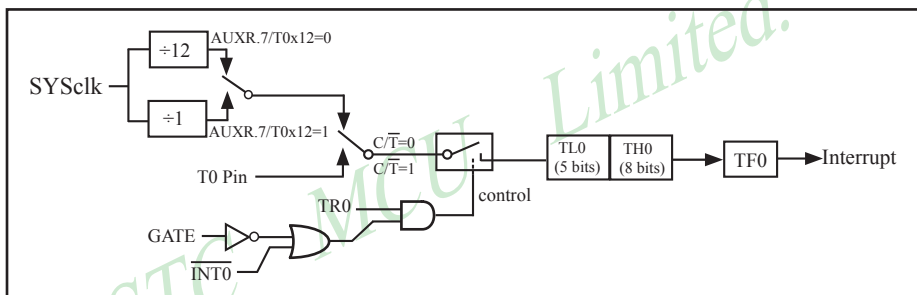 AUXR.7/T0x12=0
÷12
SYSclk
÷1
AUXR.7/T0x12=1
C/T̅=0
C/T̅=1
T0 Pin
TL0
(5 bits)
TH0
(8 bits)
TF0
Interrupt
control
TR0
GATE
I̅N̅T̅0̅
STC MCU Limited.